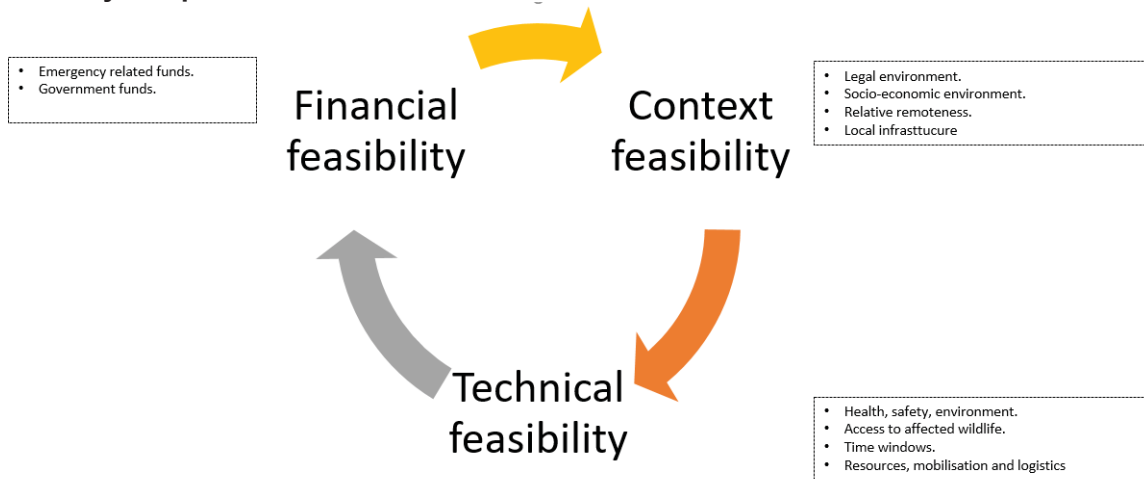 • Emergency related funds.
• Government funds.
Financial
feasibility
Context
feasibility
• Legal environment.
• Socio-economic environment.
• Relative remoteness.
• Local infrasttucure
Technical
feasibility
• Health, safety, environment.
• Access to affected wildlife.
• Time windows.
• Resources, mobilisation and logistics